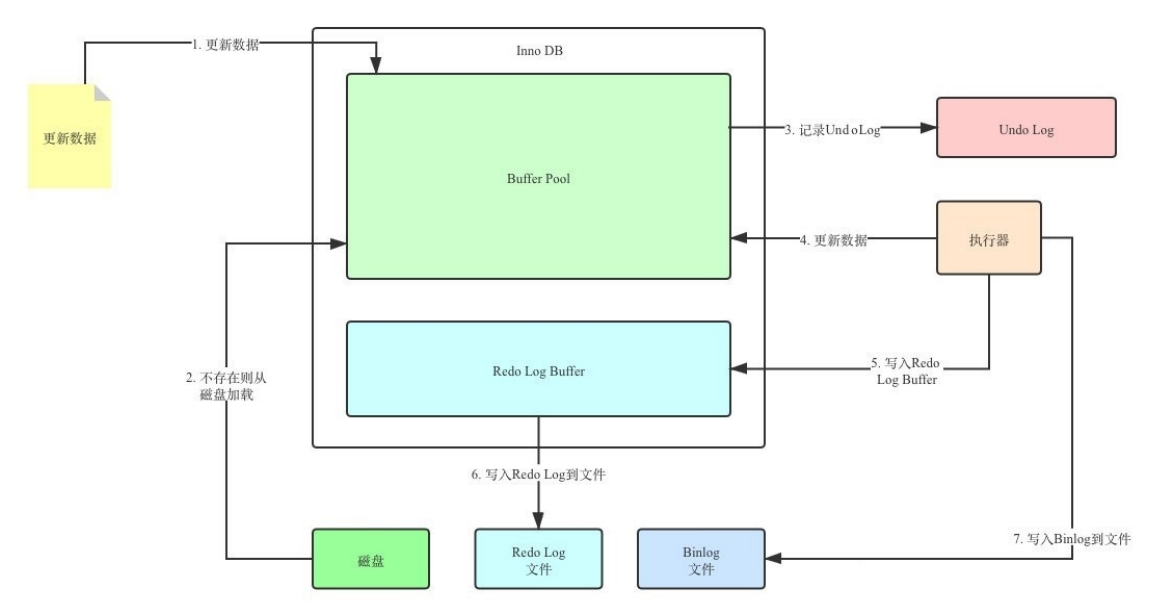 1. 更新数据
Inno DB
更新数据
Buffer Pool
3. 记录UndoLog
Undo Log
4. 更新数据
执行器
2. 不存在则从
磁盘加载
Redo Log Buffer
5. 写入Redo
Log Buffer
6. 写入Redo Log到文件
7. 写入Binlog到文件
磁盘
Redo Log
文件
Binlog
文件